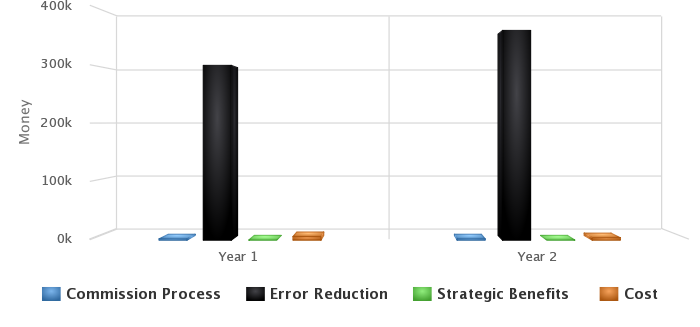 400k
300k
200k
100k
0k
Money
Year 1 Year 2
Commission Process Error Reduction Strategic Benefits Cost